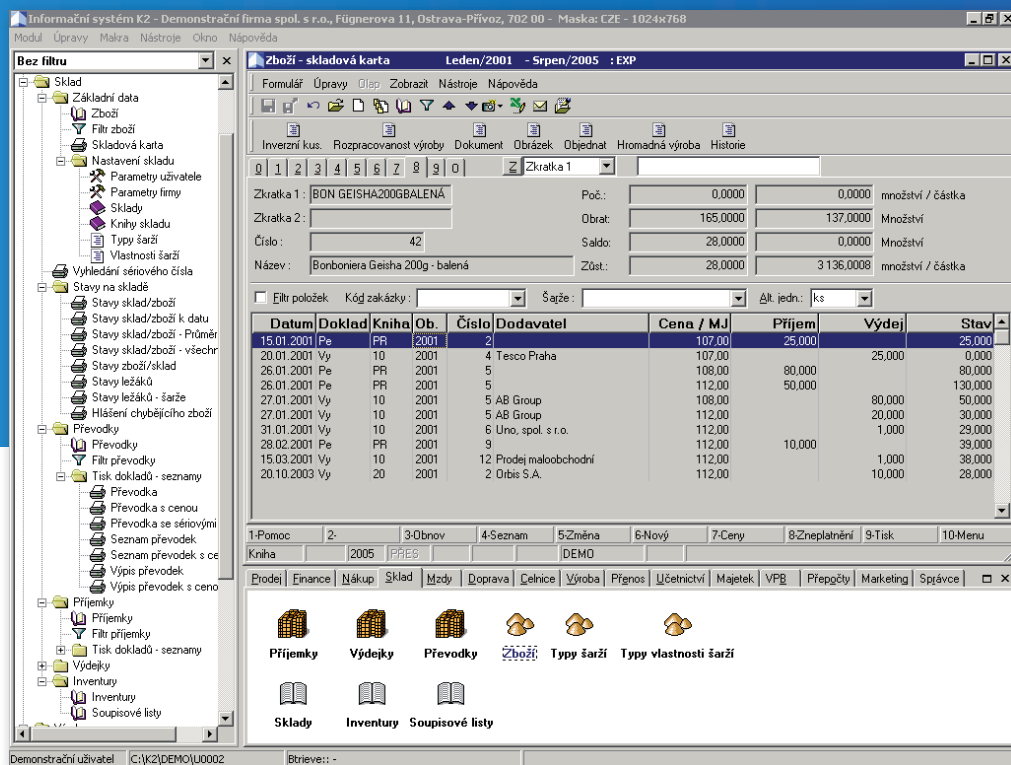 Informační systém K2 - Demonstrační firma spol. s r.o., Fügnerova 11, Ostrava-Přívoz, 702 00 - Maska: CZE - 1024x768
Modul Úpravy Makra Nástroje Okno Nápověda
Bez filtru
Sklad
Základní data
Zboží
Filtr zboží
Skladová karta
Nastavení skladu
Parametry uživatele
Parametry firmy
Sklady
Knihy skladu
Typy šarží
Vlastnosti šarží
Vyhledání sériového čísla
Stavy na skladě
Stavy sklad/zboží
Stavy sklad/zboží k datu
Stavy sklad/zboží - Průměr
Stavy sklad/zboží - všechr
Stavy zboží/sklad
Stavy ležáků
Stavy ležáků - šarže
Hlášení chybějícího zboží
Převodky
Převodky
Filtr převodky
Tisk dokladů - seznamy
Převodka
Převodka s cenou
Převodka se sériovými
Seznam převodek
Seznam převodek s ce
Výpis převodek
Výpis převodek s ceno
Příjemky
Příjemky
Filtr příjemky
Tisk dokladů - seznamy
Výdejky
Inventury
Inventury
Soupisové listy
Zboží - skladová karta Leden/2001 - Srpen/2005 : EXP
Formulář Úpravy Olap Zobrazit Nástroje Nápověda
Inverzní kus. Rozpracovanost výroby Dokument Obrázek Objednat Hromadná výroba Historie
0 1 2 3 4 5 6 7 8 9 0 Z Zkratka 1
Zkratka 1 : BON GEISHA200GBALENÁ Poč.: 0,0000 0,0000 množství / částka
Zkratka 2 : Obrat: 165,0000 137,0000 Množství
Číslo : 42 Saldo: 28,0000 0,0000 Množství
Název : Bonboniera Geisha 200g - balená Zůst.: 28,0000 3 136,0008 množství / částka
Filtr položek Kód zakázky : Šarže : Alt. jedn.: ks
Datum Doklad Kniha Ob. Číslo Dodavatel Cena / MJ Příjem Výdej Stav
15.01.2001 Pe PR 2001 2 107,00 25,000 25,000
20.01.2001 Vy 10 2001 4 Tesco Praha 107,00 25,000 0,000
26.01.2001 Pe PR 2001 5 108,00 80,000 80,000
26.01.2001 Pe PR 2001 5 112,00 50,000 130,000
27.01.2001 Vy 10 2001 5 AB Group 108,00 80,000 50,000
27.01.2001 Vy 10 2001 5 AB Group 112,00 20,000 30,000
31.01.2001 Vy 10 2001 6 Uno, spol. s r.o. 112,00 1,000 29,000
28.02.2001 Pe PR 2001 9 112,00 10,000 39,000
15.03.2001 Vy 10 2001 12 Prodej maloobchodní 112,00 1,000 38,000
20.10.2003 Vy 20 2001 2 Orbis S.A. 112,00 10,000 28,000
1-Pomoc 2- 3-Obnov 4-Seznam 5-Změna 6-Nový 7-Ceny 8-Zneplatnění 9-Tisk 10-Menu
Kniha 2005 PŘES DEMO
Prodej Finance Nákup Sklad Mzdy Doprava Celnice Výroba Přenos Účetnictví Majetek VPB Přepočty Marketing Správce
Příjemky Výdejky Převodky Zboží Typy šarží Typy vlastnosti šarží
Sklady Inventury Soupisové listy
Demonstrační uživatel C:\K2\DEMO\U0002 Btrieve:: -